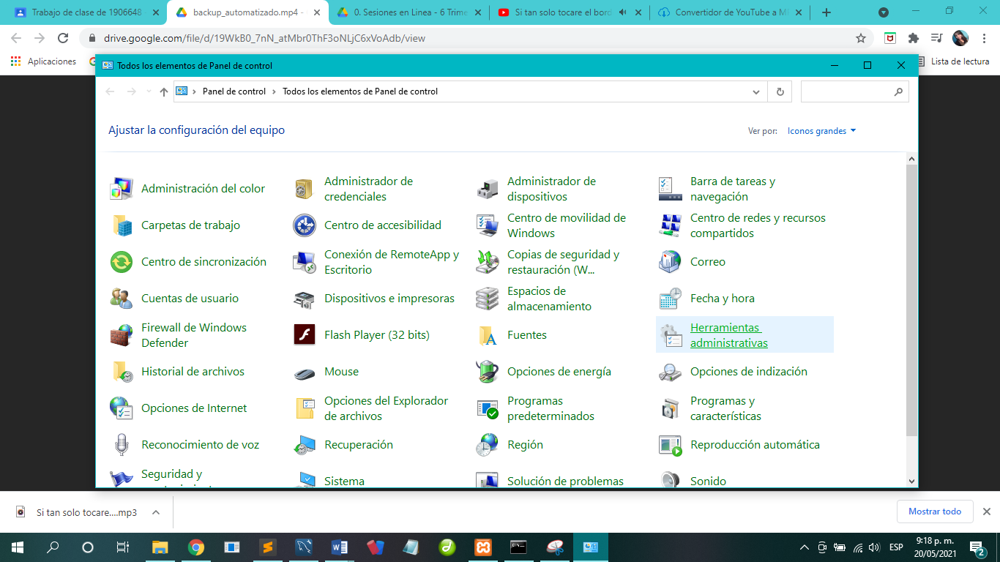 Trabajo de clase de 1906648
backup_automatizado.mp4 -
0. Sesiones en Linea - 6 Trime
Si tan solo tocare el bord
Convertidor de YouTube a M
drive.google.com/file/d/19WkB0_7nN_atMbr0ThF3oNLjC6xVoAdb/view
Aplicaciones
Lista de lectura
Todos los elementos de Panel de control
Panel de control
Todos los elementos de Panel de control
Ajustar la configuración del equipo
Ver por:
Iconos grandes
Administración del color
Administrador de
credenciales
Administrador de
dispositivos
Barra de tareas y
navegación
Carpetas de trabajo
Centro de accesibilidad
Centro de movilidad de
Windows
Centro de redes y recursos
compartidos
Centro de sincronización
Conexión de RemoteApp y
Escritorio
Copias de seguridad y
restauración (W...
Correo
Cuentas de usuario
Dispositivos e impresoras
Espacios de
almacenamiento
Fecha y hora
Firewall de Windows
Defender
Flash Player (32 bits)
Fuentes
Herramientas
administrativas
Historial de archivos
Mouse
Opciones de energía
Opciones de indización
Opciones de Internet
Opciones del Explorador
de archivos
Programas
predeterminados
Programas y
características
Reconocimiento de voz
Recuperación
Región
Reproducción automática
Seguridad y
Sistema
Solución de problemas
Sonido
Si tan solo tocare....mp3
Mostrar todo
ESP
9:18 p. m.
20/05/2021
2